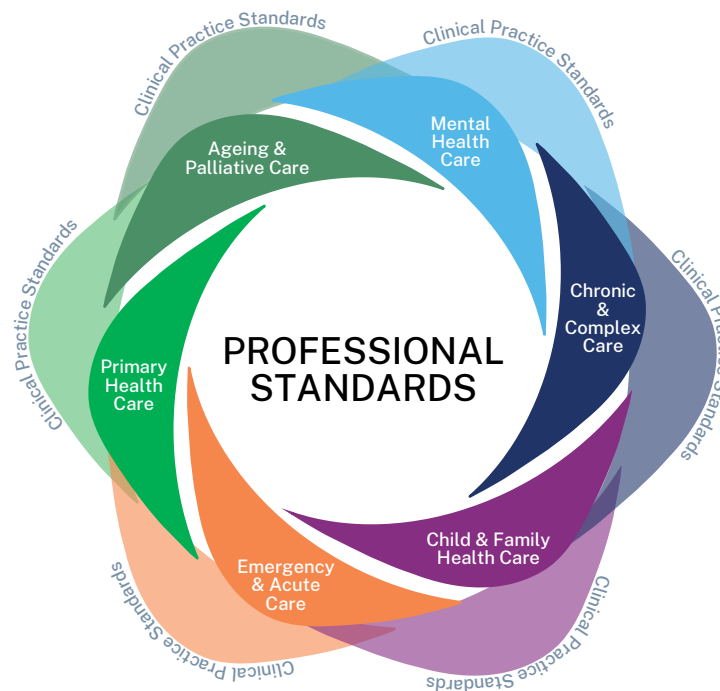 Clinical Practice Standards
Clinical Practice Standards
Mental
Health
Care
Ageing &
Palliative Care
Clinical Practice Standards
Chronic
&
Complex
Care
Clinical Practice Standards
PROFESSIONAL
STANDARDS
Primary
Health
Care
Child & Family
Health Care
Emergency
& Acute
Care
Clinical Practice Standards
Clinical Practice Standards